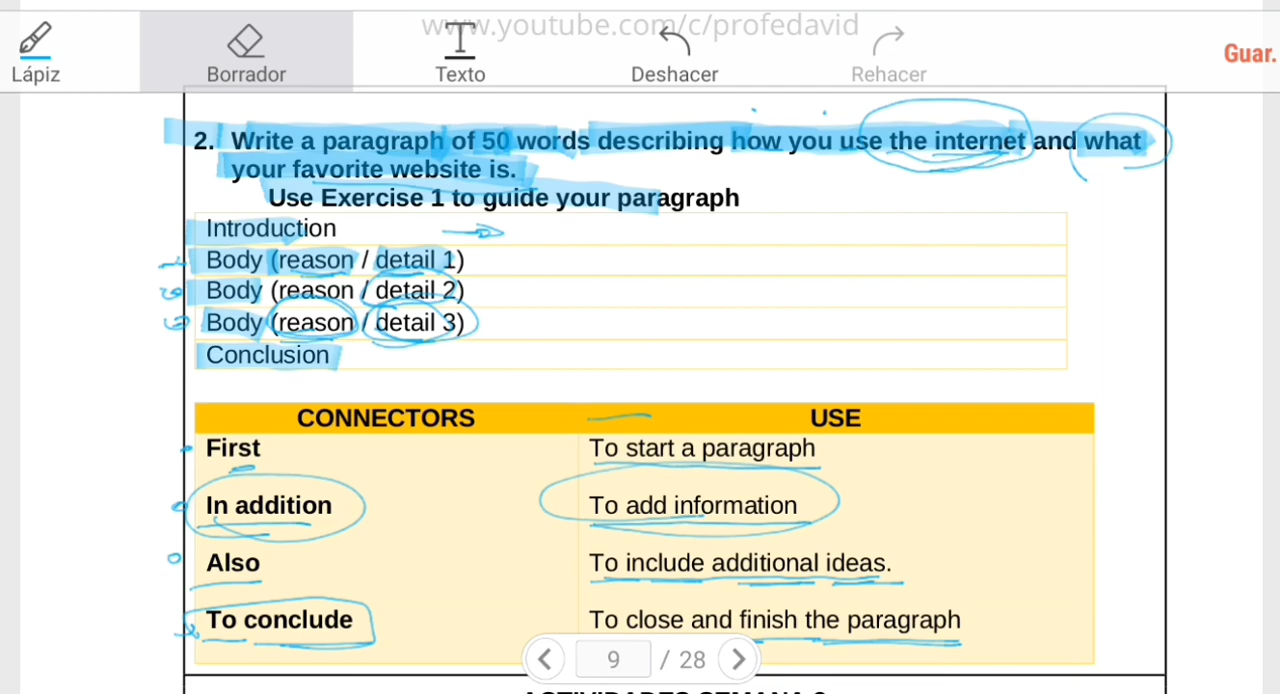 www.youtube.com/c/profedavid
Lápiz Borrador Texto Deshacer Rehacer Guar.
2. Write a paragraph of 50 words describing how you use the internet and what
your favorite website is.
Use Exercise 1 to guide your paragraph
Introduction
Body (reason / detail 1)
Body (reason / detail 2)
Body (reason / detail 3)
Conclusion
CONNECTORS USE
First To start a paragraph
In addition To add information
Also To include additional ideas.
To conclude To close and finish the paragraph
9 / 28